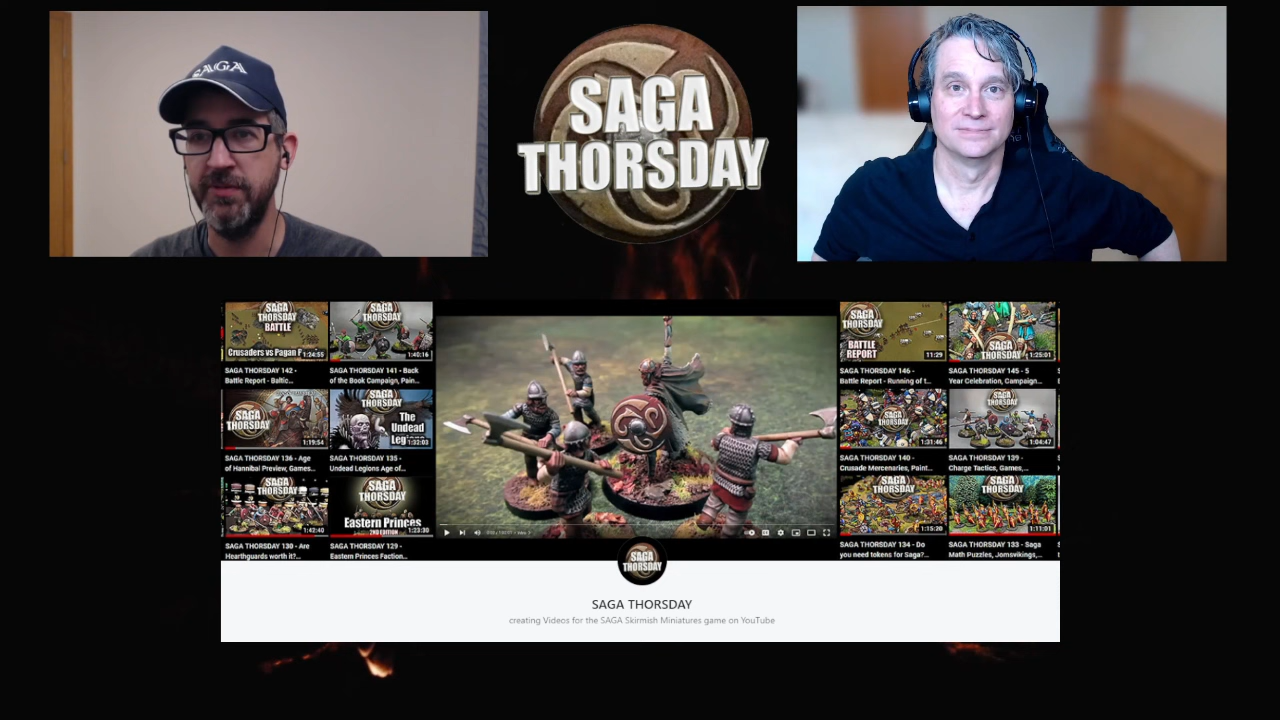 SAGA
SAGA
THORSDAY
SAGA
THORSDAY
BATTLE
Crusaders vs Pagan
1:24:55
SAGA THORSDAY 142 -
Battle Report - Baltic...
SAGA
THORSDAY
1:40:16
SAGA THORSDAY 141 - Back
of the Book Campaign, Pain...
SAGA
THORSDAY
1:19:54
SAGA THORSDAY 136 - Age
of Hannibal Preview, Games...
SAGA
THORSDAY
The
Undead
Legions
1:32:03
SAGA THORSDAY 135 -
Undead Legions Age of...
SAGA
THORSDAY
1:42:40
SAGA THORSDAY 130 - Are
Hearthguards worth it?...
SAGA
THORSDAY
Eastern Princes
2ND EDITION
1:23:30
SAGA THORSDAY 129 -
Eastern Princes Faction...
SAGA
THORSDAY
BATTLE
REPORT
11:29
SAGA THORSDAY 146 -
Battle Report - Running of t...
SAGA
THORSDAY
1:25:01
SAGA THORSDAY 145 - 5
Year Celebration, Campaign...
SAGA
THORSDAY
1:31:46
SAGA THORSDAY 140 -
Crusade Mercenaries, Paint...
SAGA
THORSDAY
1:04:47
SAGA THORSDAY 139 -
Charge Tactics, Games,...
SAGA
THORSDAY
1:15:20
SAGA THORSDAY 134 - Do
you need tokens for Saga?...
SAGA
THORSDAY
1:11:01
SAGA THORSDAY 133 - Saga
Math Puzzles, Jomsvikings,...
SAGA
THORSDAY
SAGA THORSDAY
creating Videos for the SAGA Skirmish Miniatures game on YouTube